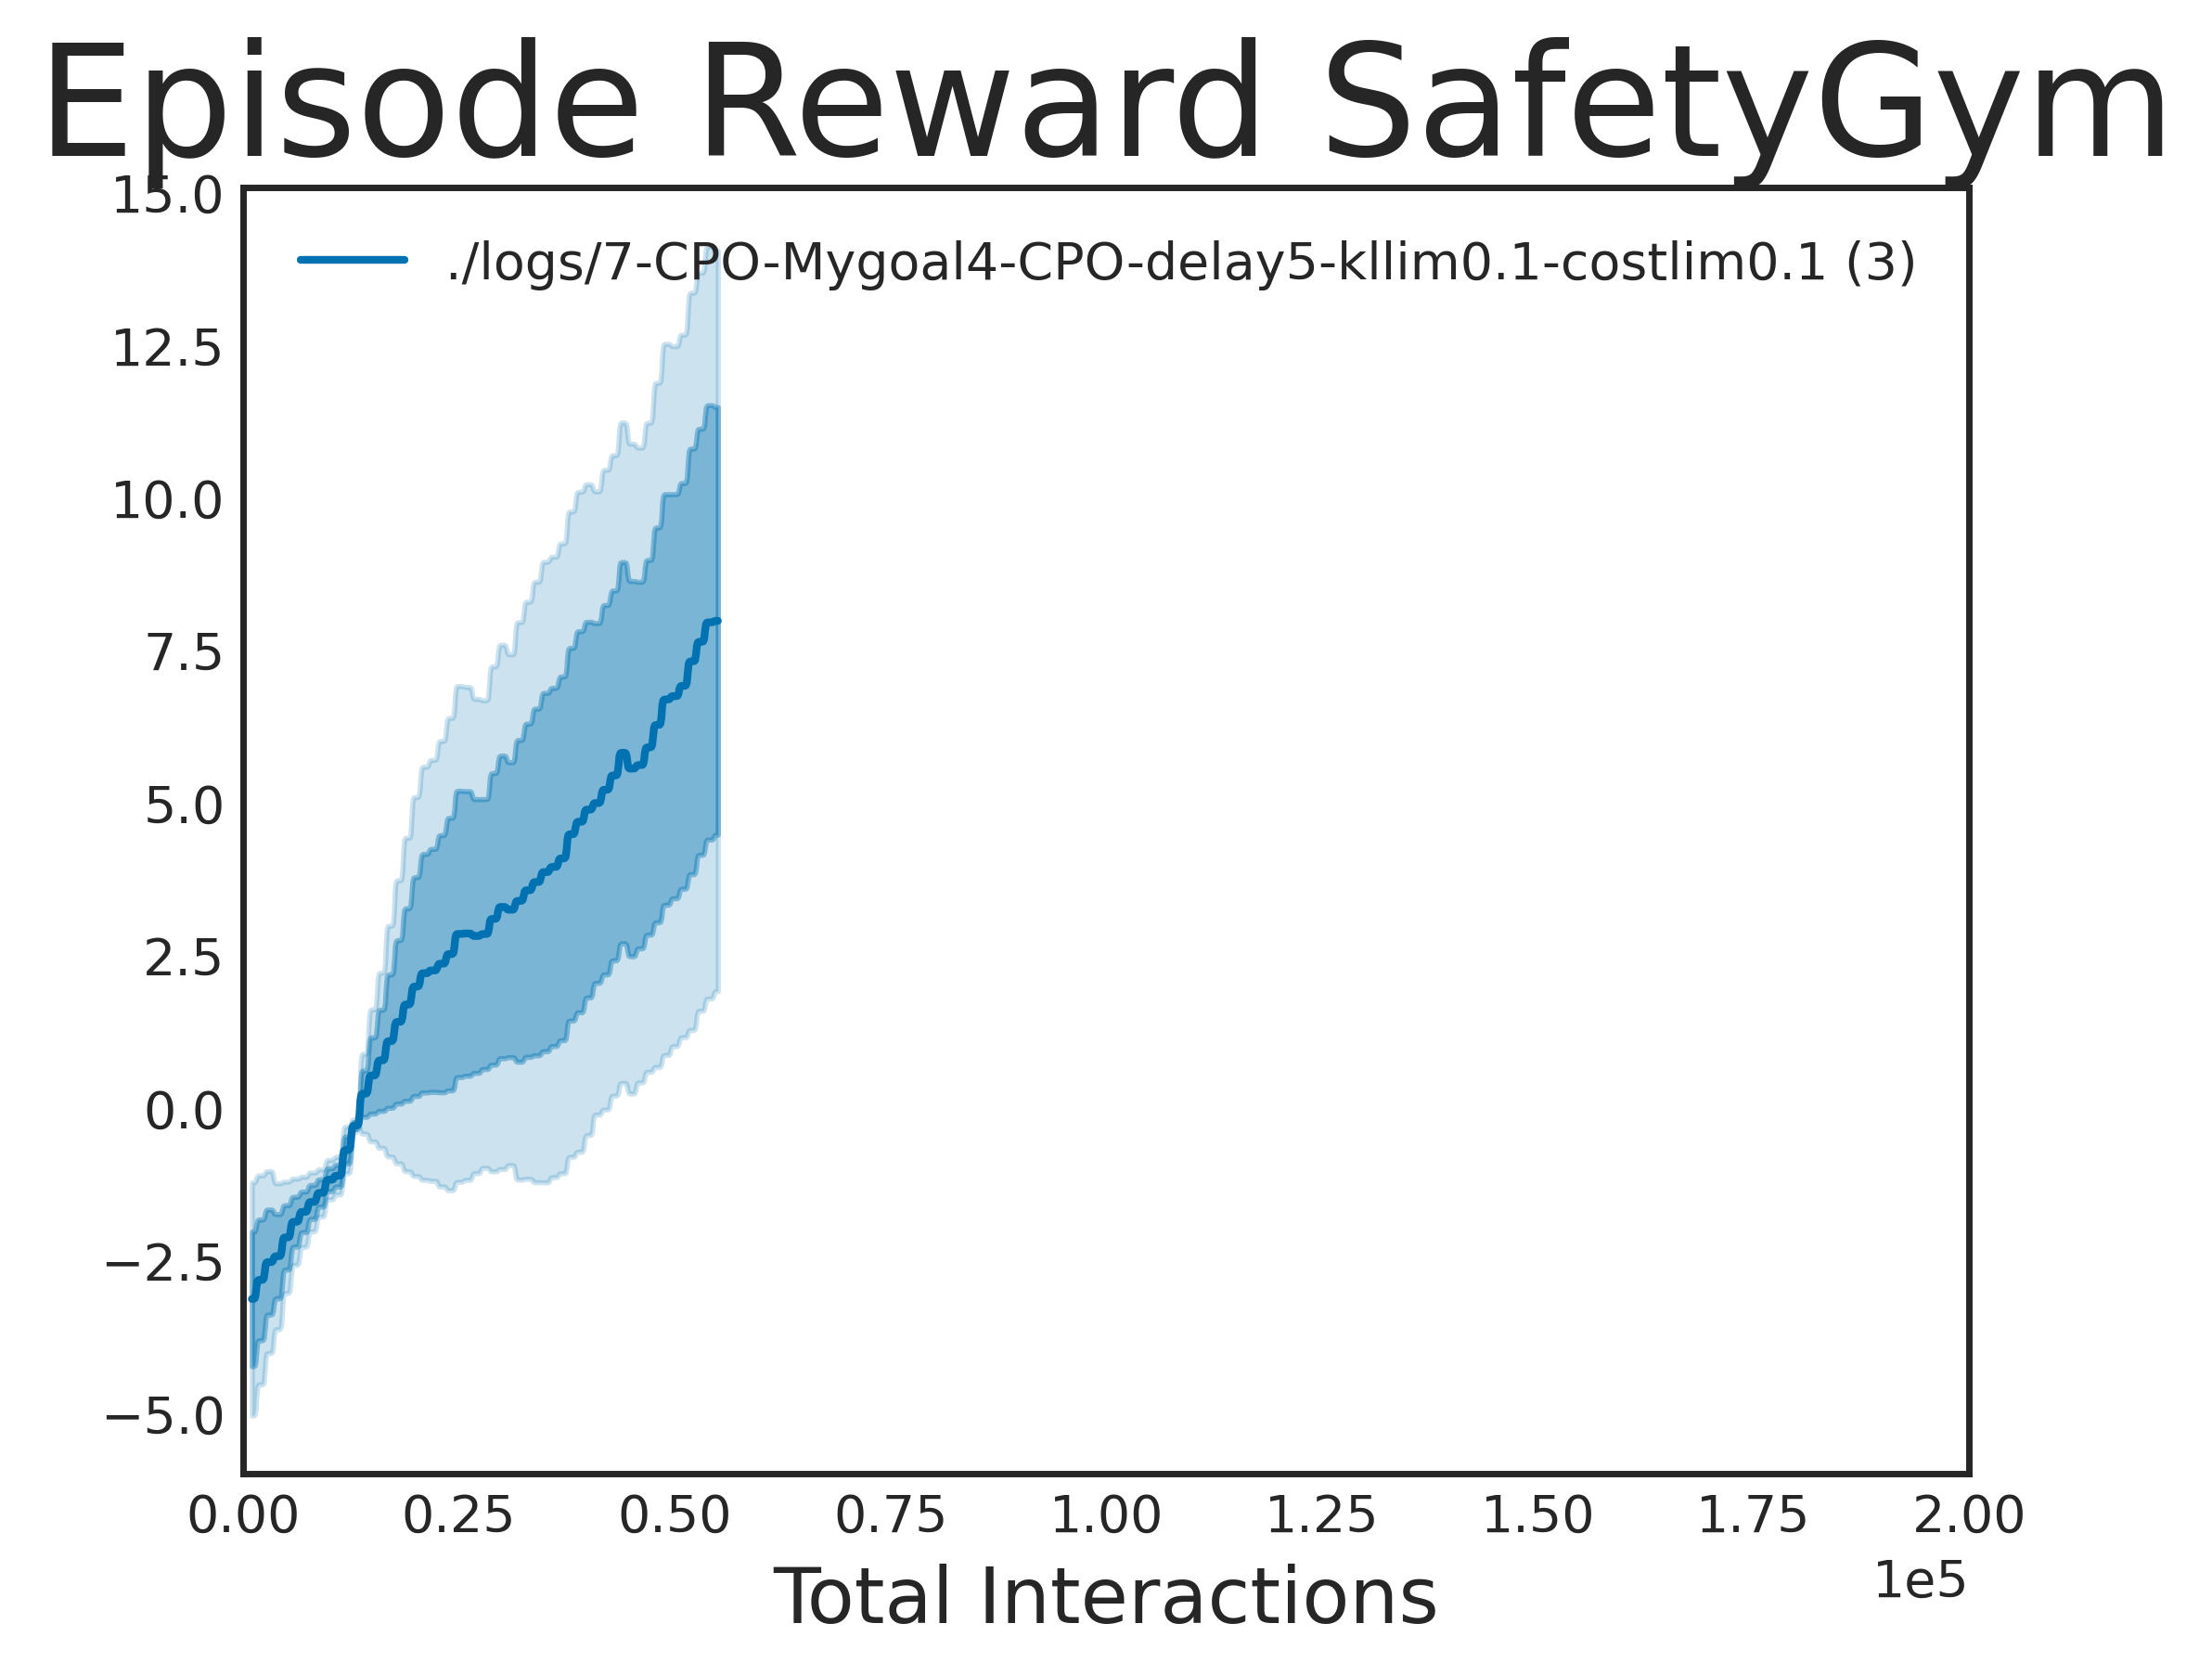 Episode Reward SafetyGym
./logs/7-CPO-Mygoal4-CPO-delay5-kllim0.1-costlim0.1 (3)
15.0
12.5
10.0
7.5
5.0
2.5
0.0
−2.5
−5.0
0.00 0.25 0.50 0.75 1.00 1.25 1.50 1.75 2.00
1e5
Total Interactions